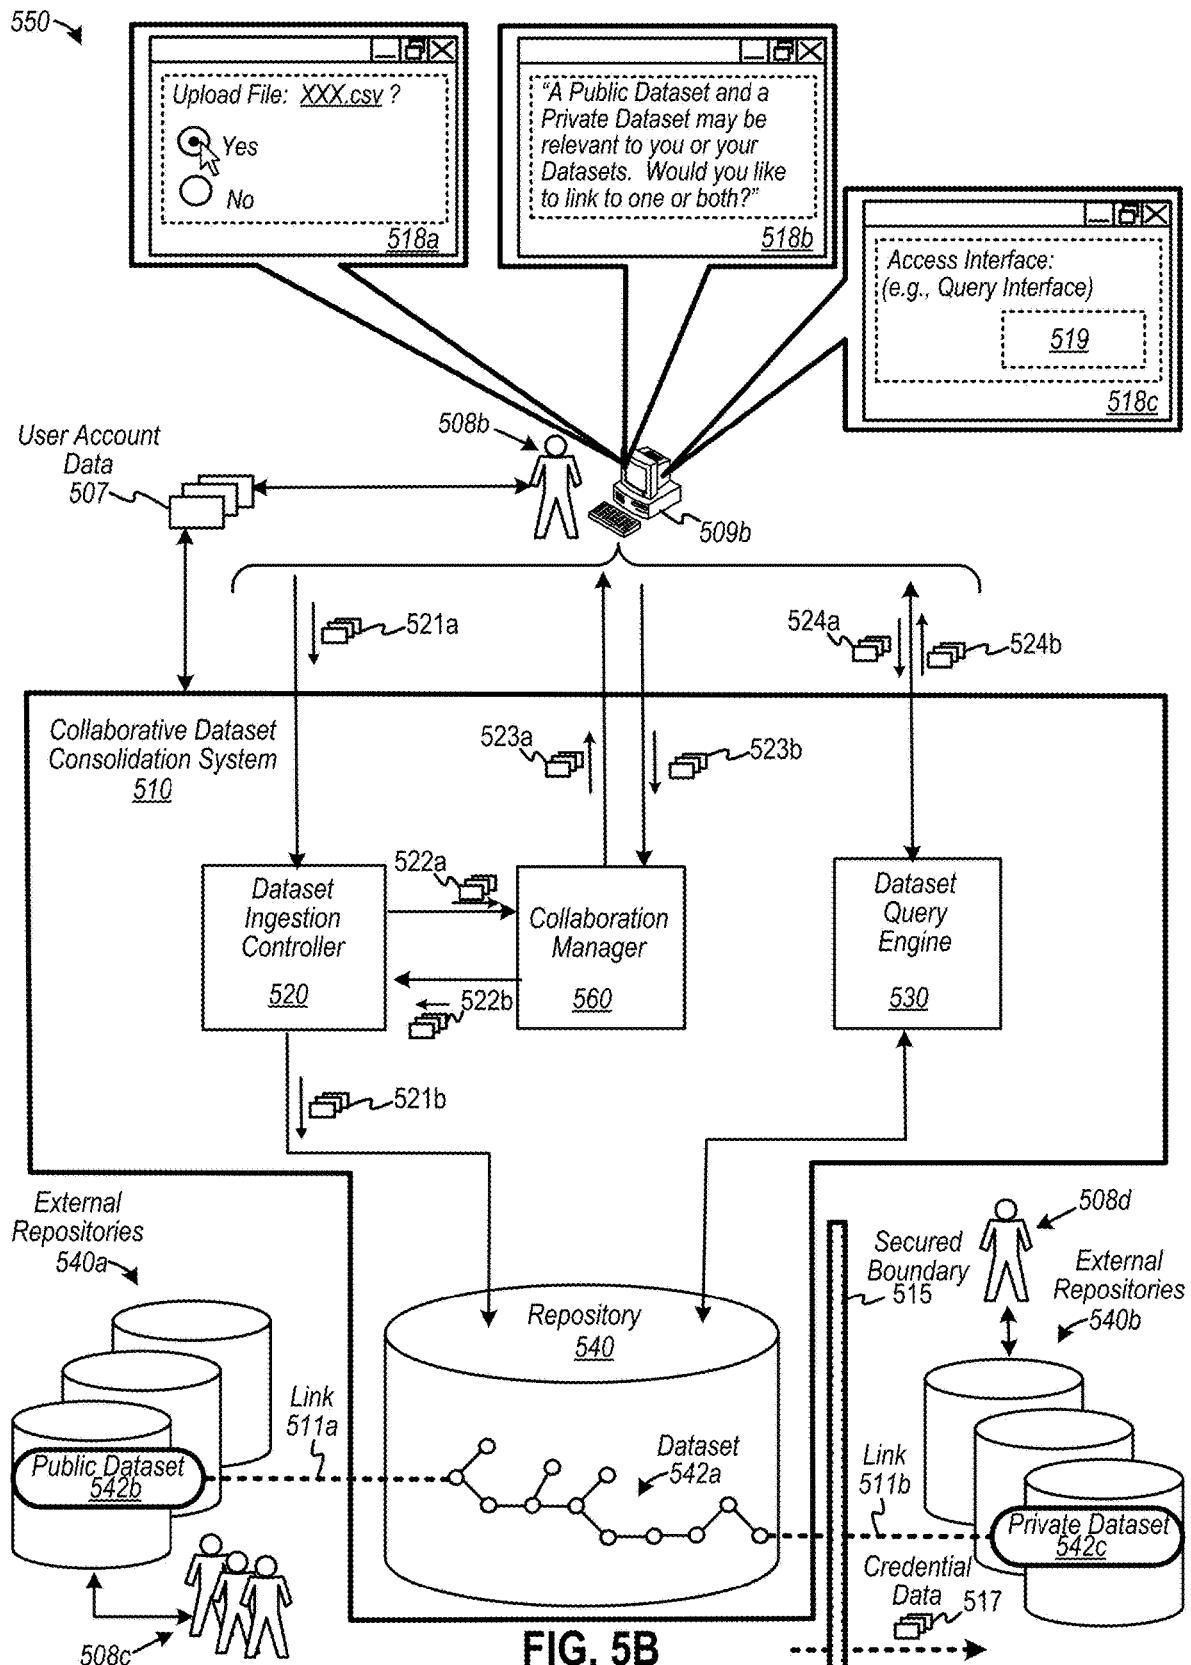 550
Upload File: XXX.csv ?
Yes
No
518a
"A Public Dataset and a
Private Dataset may be
relevant to you or your
Datasets. Would you like
to link to one or both?"
518b
Access Interface:
(e.g., Query Interface)
519
518c
User Account
Data
507
508b
509b
521a
524a
524b
Collaborative Dataset
Consolidation System
510
523a
523b
Dataset
Ingestion
Controller
520
522a
522b
Collaboration
Manager
560
Dataset
Query
Engine
530
521b
External
Repositories
540a
Repository
540
Secured
Boundary
515
508d
External
Repositories
540b
Link
511a
Public Dataset
542b
Dataset
542a
Link
511b
Private Dataset
542c
Credential
Data
517
508c
FIG. 5B